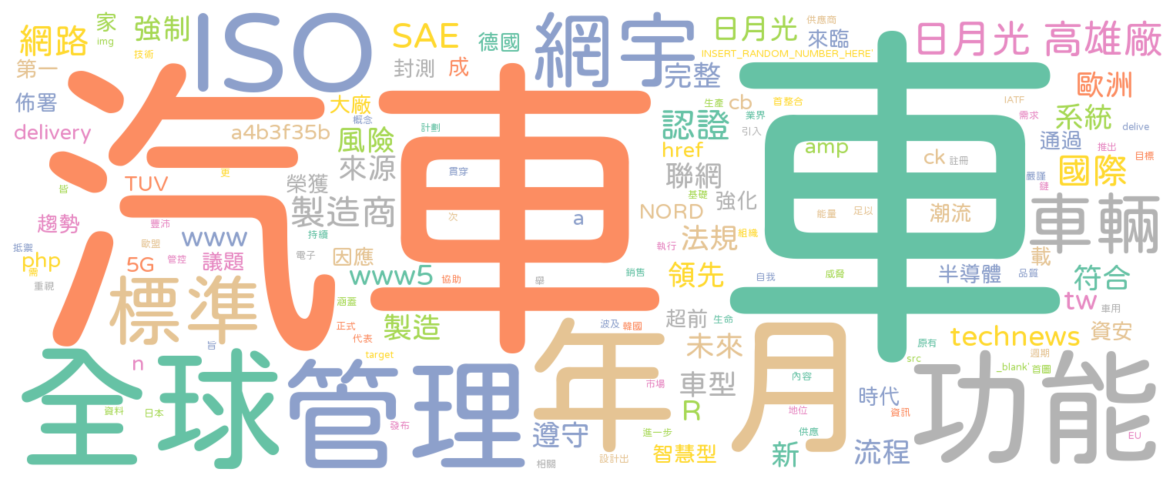 汽車
車
ISO
網宇
全球
管理
年
月
功能
標準
車輛
日月光 高雄廠
日月光
來臨
供應商
INSERT_RANDOM_NUMBER_HERE`
完整
SAE
德國
封測
成
強制
家
img
技術
網路
第一
佈署
大廠
概念
delivery
a4b3f35b
風險
計劃
來源
榮獲
TUV
更
皆
製造商
貫穿
次
a
趨勢
豐沛
抵禦
歐盟
管控
www
持續
電子
php
5G
議題
因應
www5
協助
舉
重視
涵蓋
製造
正式
代表
認證
href
聯網
強化
基礎
NORD
法規
組織
執行
領先
銷售
自我
威脅
超前
生命
cb
生產
業界
引入
百整合
amp
ck
註冊
能量
足以
潮流
半導體
品質
載
歐洲
IATF
需求
系統
delive
通過
推出
目標
嚴謹
鏈
國際
符合
tw
車用
technews
資安
原有
src
週期
_blank`
百圖
n
資料
日本
target
旨
發布
波及
韓國
未來
市場
車型
內容
R
地位
時代
資訊
遵守
進一步
供應
相關
設計出
智慧型
新
流程
EU